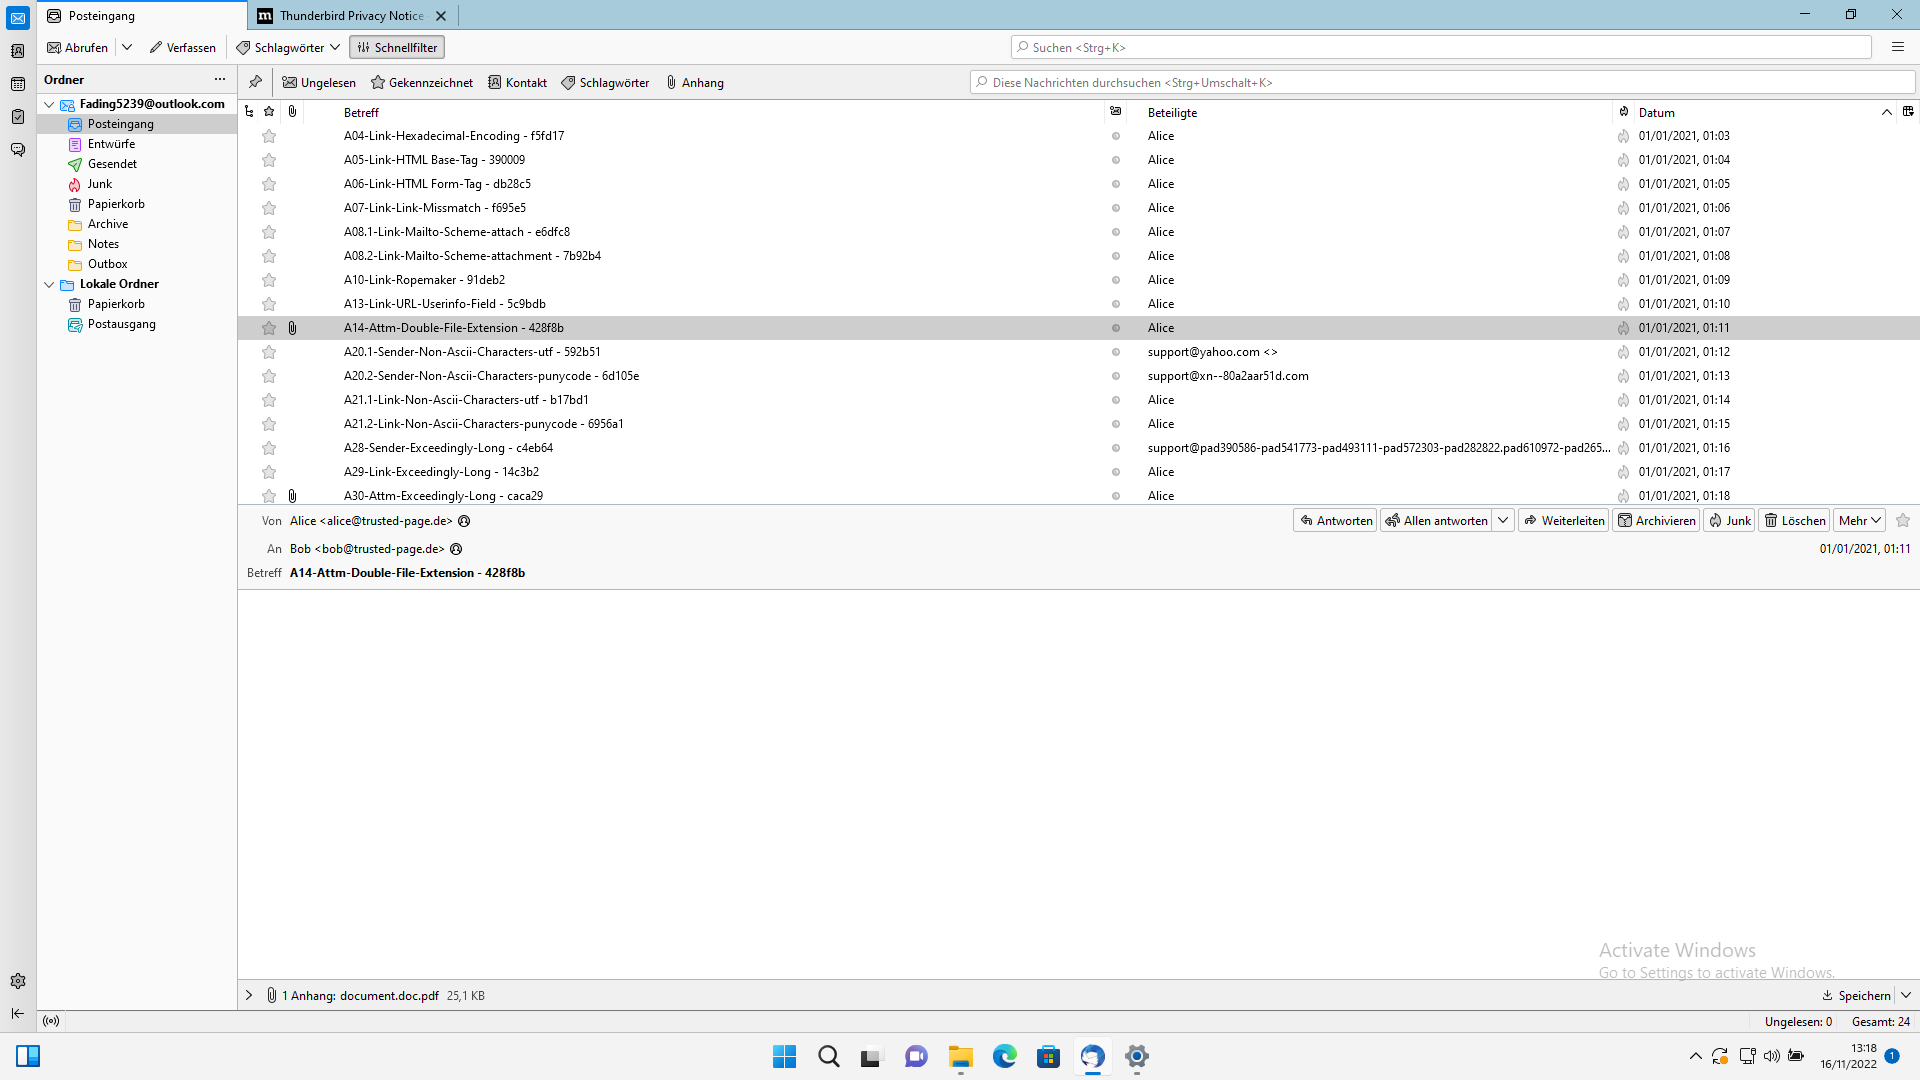 Posteingang
Thunderbird Privacy Notice
Abrufen
Verfassen
Schlagwörter
Schnellfilter
Suchen <Strg+K>
Ordner
Ungelesen
Gekennzeichnet
Kontakt
Schlagwörter
Anhang
Diese Nachrichten durchsuchen <Strg+Umschalt+K>
Fading5239@outlook.com
Posteingang
Entwürfe
Gesendet
Junk
Papierkorb
Archive
Notes
Outbox
Lokale Ordner
Papierkorb
Postausgang
Betreff Beteiligte Datum
A04-Link-Hexadecimal-Encoding - f5fd17 Alice 01/01/2021, 01:03
A05-Link-HTML Base-Tag - 390009 Alice 01/01/2021, 01:04
A06-Link-HTML Form-Tag - db28c5 Alice 01/01/2021, 01:05
A07-Link-Link-Missmatch - f695e5 Alice 01/01/2021, 01:06
A08.1-Link-Mailto-Scheme-attach - e6dfc8 Alice 01/01/2021, 01:07
A08.2-Link-Mailto-Scheme-attachment - 7b92b4 Alice 01/01/2021, 01:08
A10-Link-Ropemaker - 91deb2 Alice 01/01/2021, 01:09
A13-Link-URL-Userinfo-Field - 5c9bdb Alice 01/01/2021, 01:10
A14-Attm-Double-File-Extension - 428f8b Alice 01/01/2021, 01:11
A20.1-Sender-Non-Ascii-Characters-utf - 592b51 support@yahoo.com <> 01/01/2021, 01:12
A20.2-Sender-Non-Ascii-Characters-punycode - 6d105e support@xn--80a2aar51d.com 01/01/2021, 01:13
A21.1-Link-Non-Ascii-Characters-utf - b17bd1 Alice 01/01/2021, 01:14
A21.2-Link-Non-Ascii-Characters-punycode - 6956a1 Alice 01/01/2021, 01:15
A28-Sender-Exceedingly-Long - c4eb64 support@pad390586-pad541773-pad493111-pad572303-pad282822.pad610972-pad265... 01/01/2021, 01:16
A29-Link-Exceedingly-Long - 14c3b2 Alice 01/01/2021, 01:17
A30-Attm-Exceedingly-Long - caca29 Alice 01/01/2021, 01:18
Von Alice <alice@trusted-page.de>
Antworten
Allen antworten
Weiterleiten
Archivieren
Junk
Löschen
Mehr
An Bob <bob@trusted-page.de>
01/01/2021, 01:11
Betreff A14-Attm-Double-File-Extension - 428f8b
Activate Windows
Go to Settings to activate Windows.
1 Anhang: document.doc.pdf 25,1 KB
Speichern
Ungelesen: 0 Gesamt: 24
13:18
16/11/2022
1